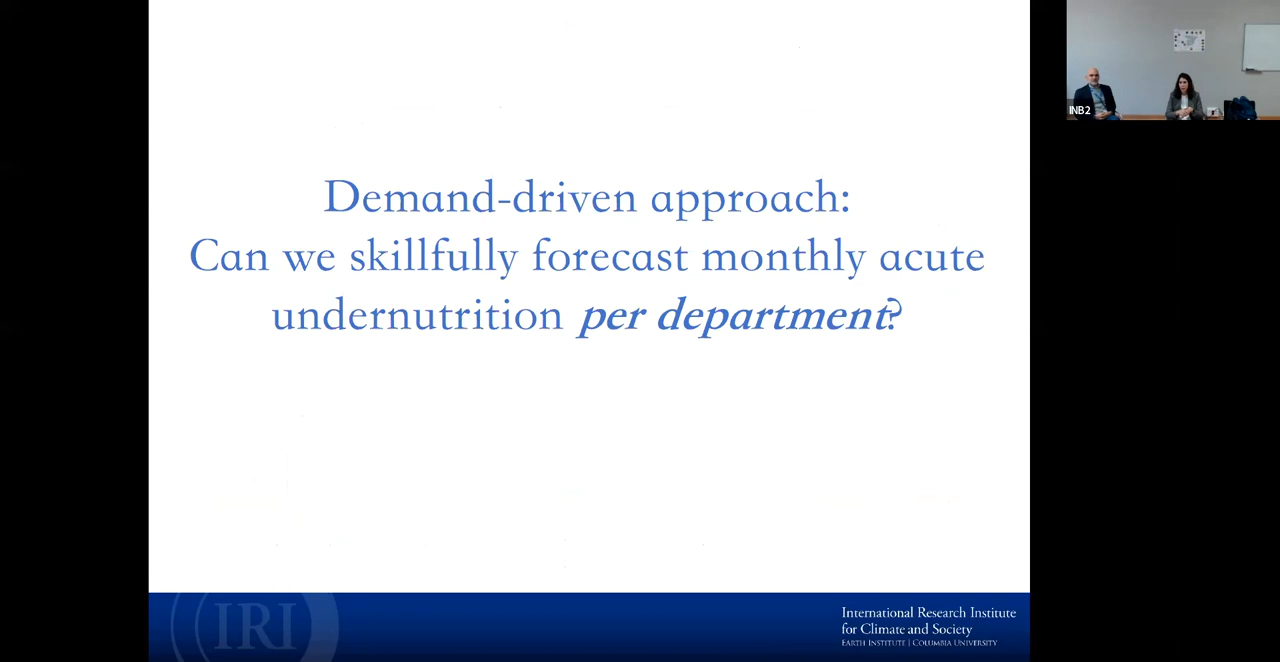 Demand-driven approach:
Can we skillfully forecast monthly acute
undernutrition per department?
IRI
International Research Institute
for Climate and Society
EARTH INSTITUTE | COLUMBIA UNIVERSITY
INB2